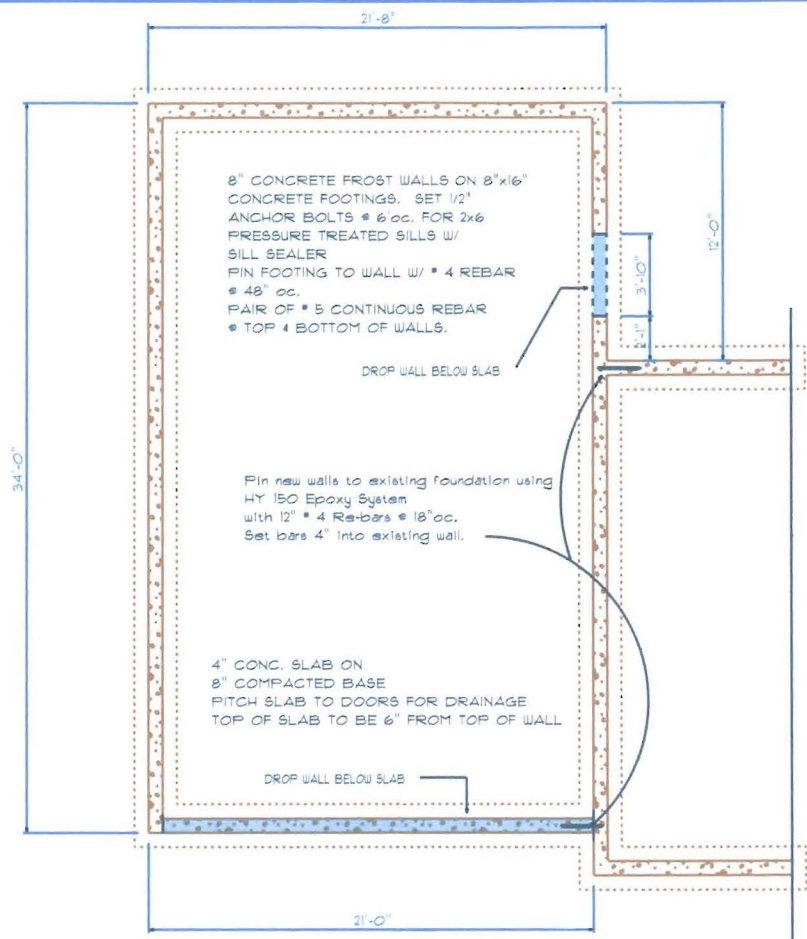 21'-8"
8" CONCRETE FROST WALLS ON 8"x16"
CONCRETE FOOTINGS. SET 1/2"
ANCHOR BOLTS @ 6'oc. FOR 2x6
PRESSURE TREATED SILLS W/
SILL SEALER
PIN FOOTING TO WALL W/ # 4 REBAR
@ 48" oc.
PAIR OF # 5 CONTINUOUS REBAR
@ TOP & BOTTOM OF WALLS.
12'-0"
3'-10"
2'-1"
DROP WALL BELOW SLAB
34'-0"
Pin new walls to existing foundation using
HY 150 Epoxy System
with 12" # 4 Re-bars @ 18"oc.
Set bars 4" into existing wall.
4" CONC. SLAB ON
8" COMPACTED BASE
PITCH SLAB TO DOORS FOR DRAINAGE
TOP OF SLAB TO BE 6" FROM TOP OF WALL
DROP WALL BELOW SLAB
21'-0"